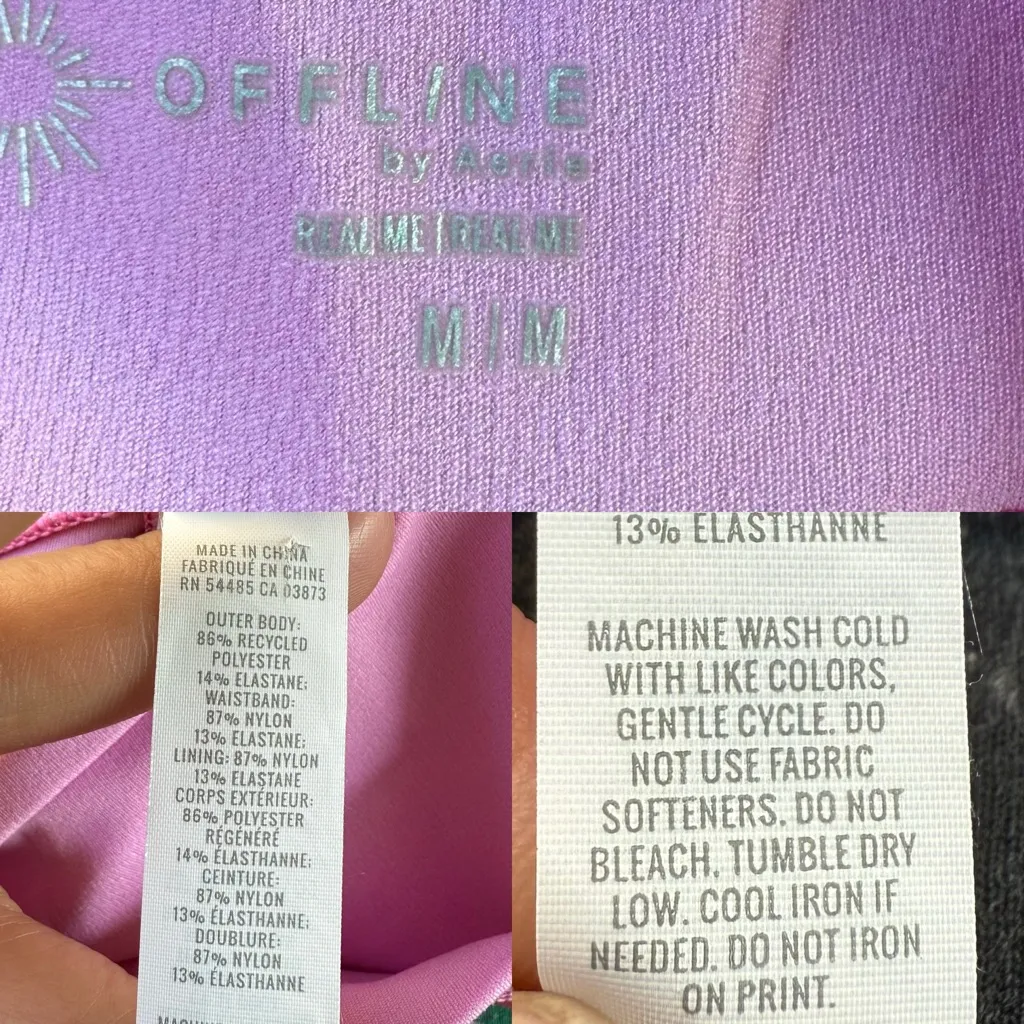 OFFL/NE
by Aerie
REAL ME | REAL ME
M / M
MADE IN CHINA
FABRIQUÉ EN CHINE
RN 54485 CA 03873
OUTER BODY:
86% RECYCLED
POLYESTER
14% ELASTANE;
WAISTBAND:
87% NYLON
13% ELASTANE;
LINING: 87% NYLON
13% ELASTANE
CORPS EXTÉRIEUR:
86% POLYESTER
RÉGÉNÉRÉ
14% ÉLASTHANNE;
CEINTURE:
87% NYLON
13% ÉLASTHANNE;
DOUBLURE:
87% NYLON
13% ÉLASTHANNE
13% ÉLASTHANNE
MACHINE WASH COLD
WITH LIKE COLORS,
GENTLE CYCLE. DO
NOT USE FABRIC
SOFTENERS. DO NOT
BLEACH. TUMBLE DRY
LOW. COOL IRON IF
NEEDED. DO NOT IRON
ON PRINT.